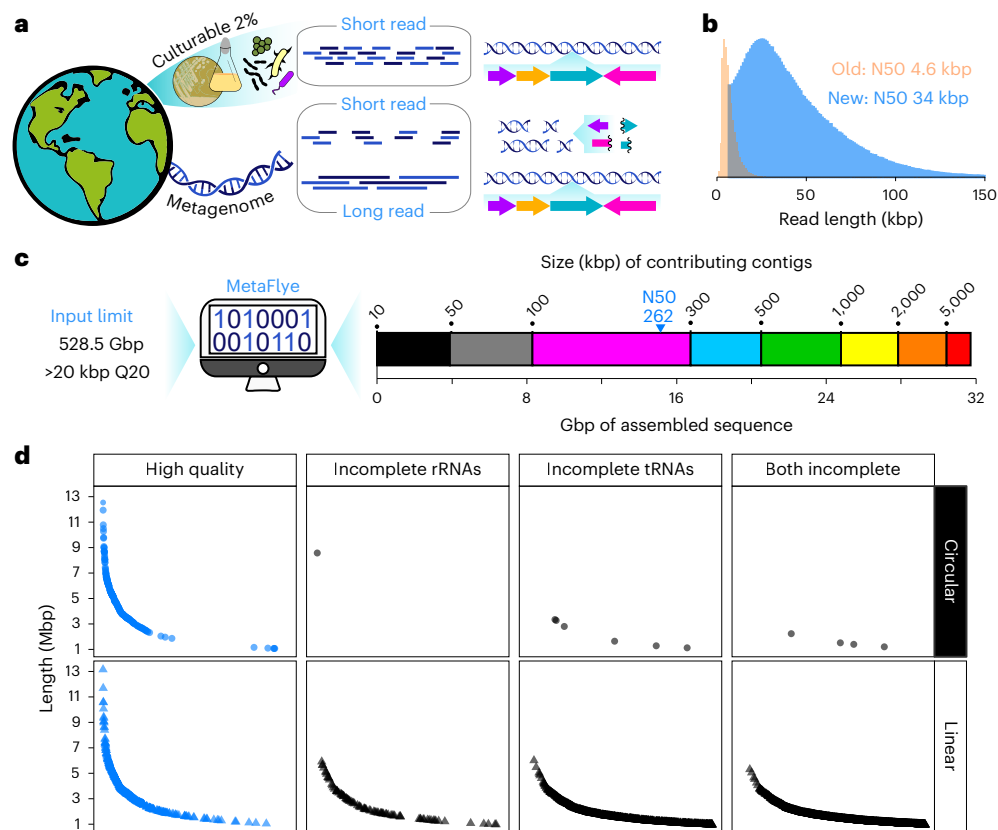 a
Culturable 2%
Short read
Short read
Metagenome
Long read
b
Old: N50 4.6 kbp
New: N50 34 kbp
0 50 100 150
Read length (kbp)
c
Size (kbp) of contributing contigs
MetaFlye
Input limit
528.5 Gbp
>20 kbp Q20
1010001
0010110
10 50 100 300 500 1,000 2,000 5,000
N50
262
0 8 16 24 32
Gbp of assembled sequence
d
High quality Incomplete rRNAs Incomplete tRNAs Both incomplete
Length (Mbp)
13
11
9
7
5
3
1
Circular
13
11
9
7
5
3
1
Linear